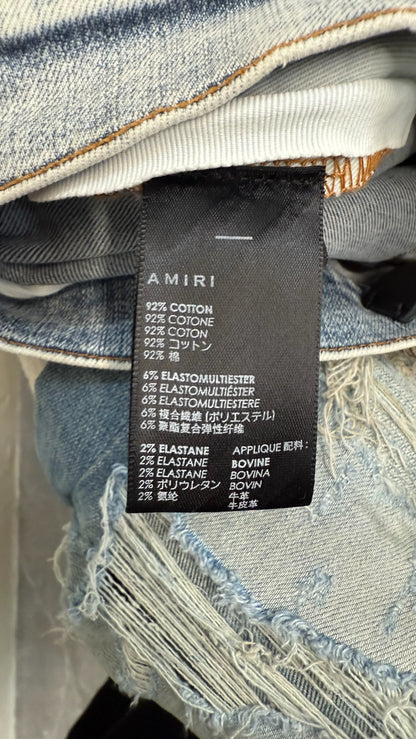 AMIRI
92% COTTON
92% COTONE
92% COTON
92% コットン
92% 棉
6% ELASTOMULTIESTER
6% ELASTOMULTIÉSTER
6% ELASTOMULTIESTERE
6% 複合繊維 (ポリエステル)
6% 聚酯复合弹性纤维
2% ELASTANE APPLIQUE 配料:
2% ELASTANE BOVINE
2% ELASTANE BOVINA
2% ポリウレタン BOVIN
2% 氨纶 牛革
牛皮革